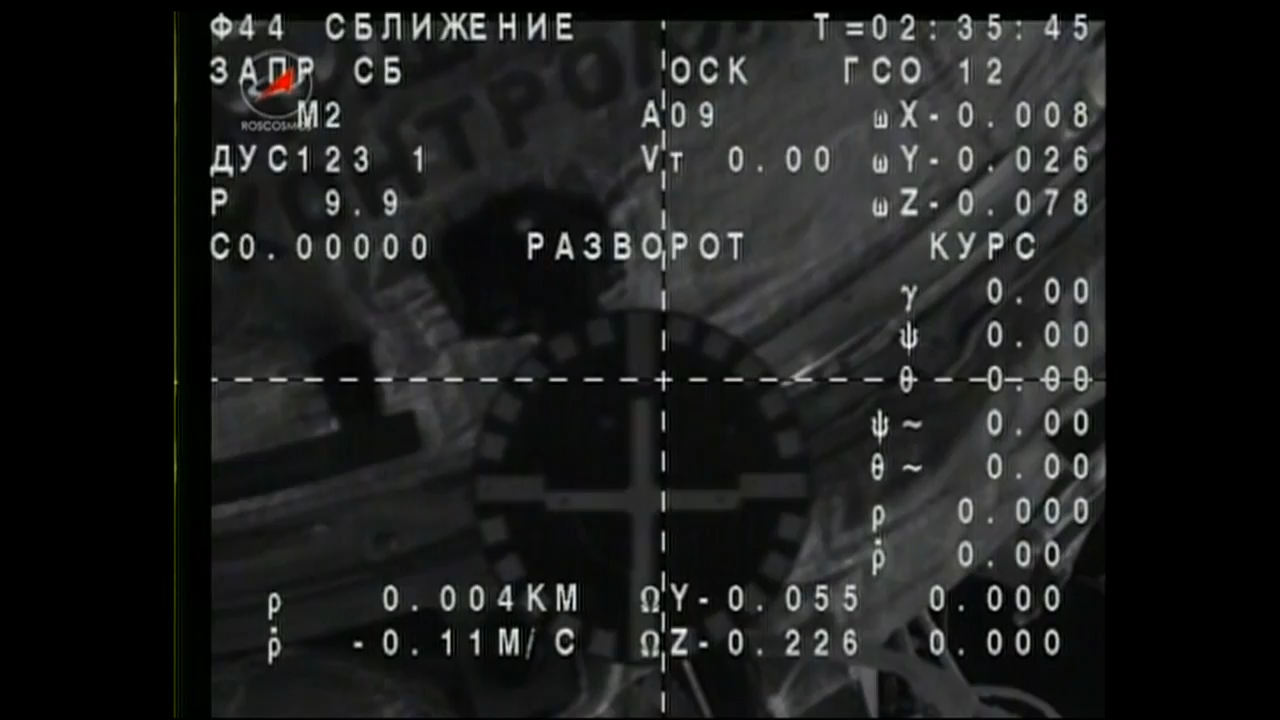 Ф44 СБЛИЖЕНИЕ T=02:35:45
ЗАПР СБ ОСК ГСО 12
ROSCOSMOS
М2 А09 ωX-0.008
ДУС123 1 Vт 0.00 ωY-0.026
Р 9.9 ωZ-0.078
С0.00000 РАЗВОРОТ КУРС
γ 0.00
ψ 0.00
θ 0.00
ψ~ 0.00
θ~ 0.00
ρ 0.000
ρ̇ 0.00
ρ 0.004КМ ΩY-0.055 0.000
ρ̇ -0.11М/С ΩZ-0.226 0.000